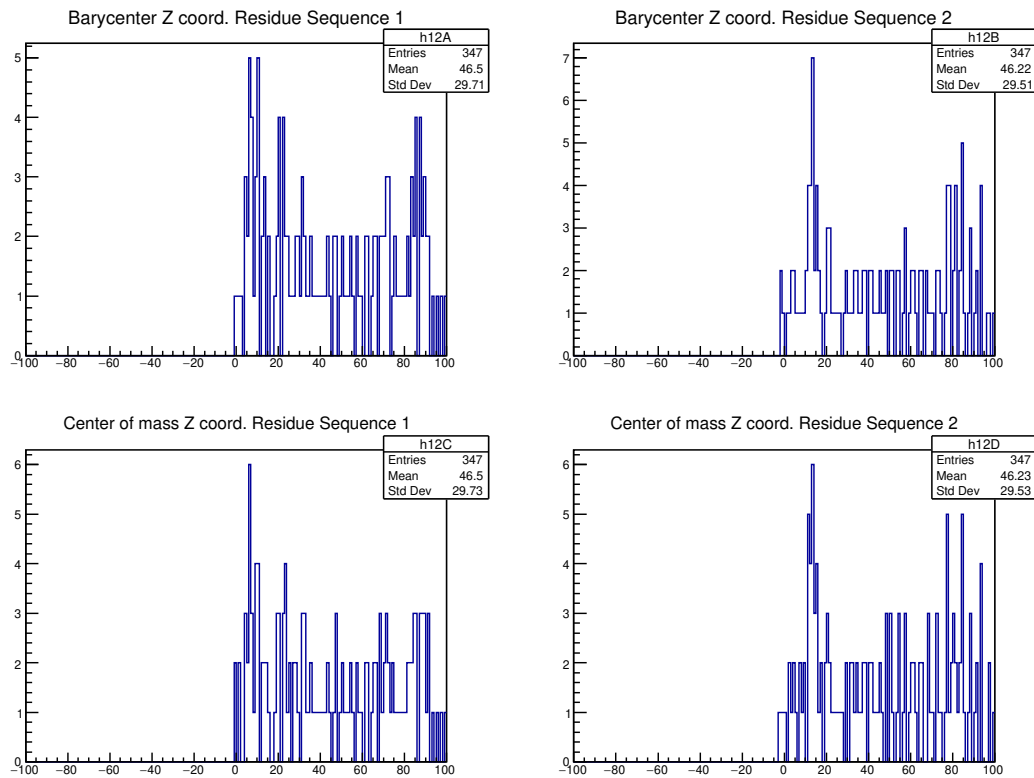 Barycenter Z coord. Residue Sequence 1
h12A
Entries 347
Mean 46.5
Std Dev 29.71
5
4
3
2
1
0
−100 −80 −60 −40 −20 0 20 40 60 80 100
Barycenter Z coord. Residue Sequence 2
h12B
Entries 347
Mean 46.22
Std Dev 29.51
7
6
5
4
3
2
1
0
−100 −80 −60 −40 −20 0 20 40 60 80 100
Center of mass Z coord. Residue Sequence 1
h12C
Entries 347
Mean 46.5
Std Dev 29.73
6
5
4
3
2
1
0
−100 −80 −60 −40 −20 0 20 40 60 80 100
Center of mass Z coord. Residue Sequence 2
h12D
Entries 347
Mean 46.23
Std Dev 29.53
6
5
4
3
2
1
0
−100 −80 −60 −40 −20 0 20 40 60 80 100